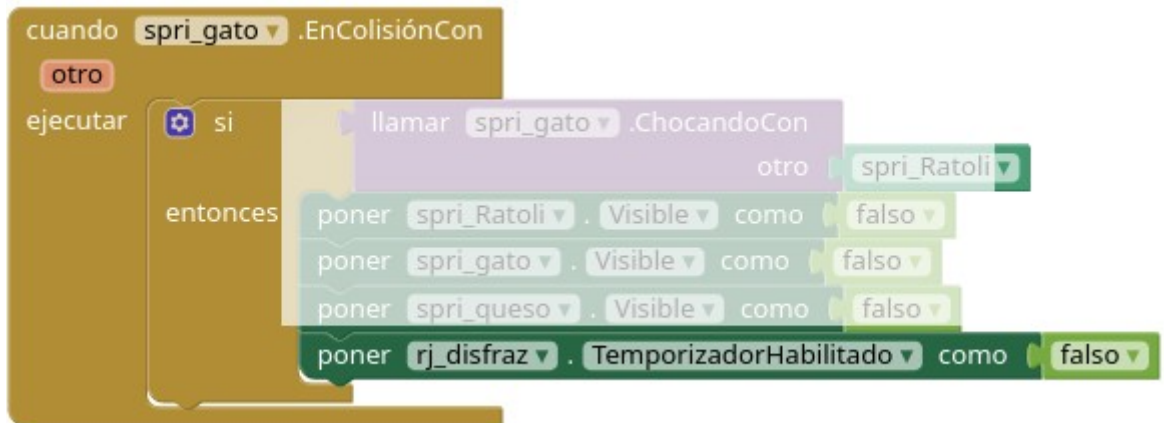 cuando spri_gato .EnColisiónCon
otro
ejecutar si llamar spri_gato .ChocandoCon
otro spri_Ratoli
entonces poner spri_Ratoli . Visible como falso
poner spri_gato . Visible como falso
poner spri_queso . Visible como falso
poner rj_disfraz . TemporizadorHabilitado como falso